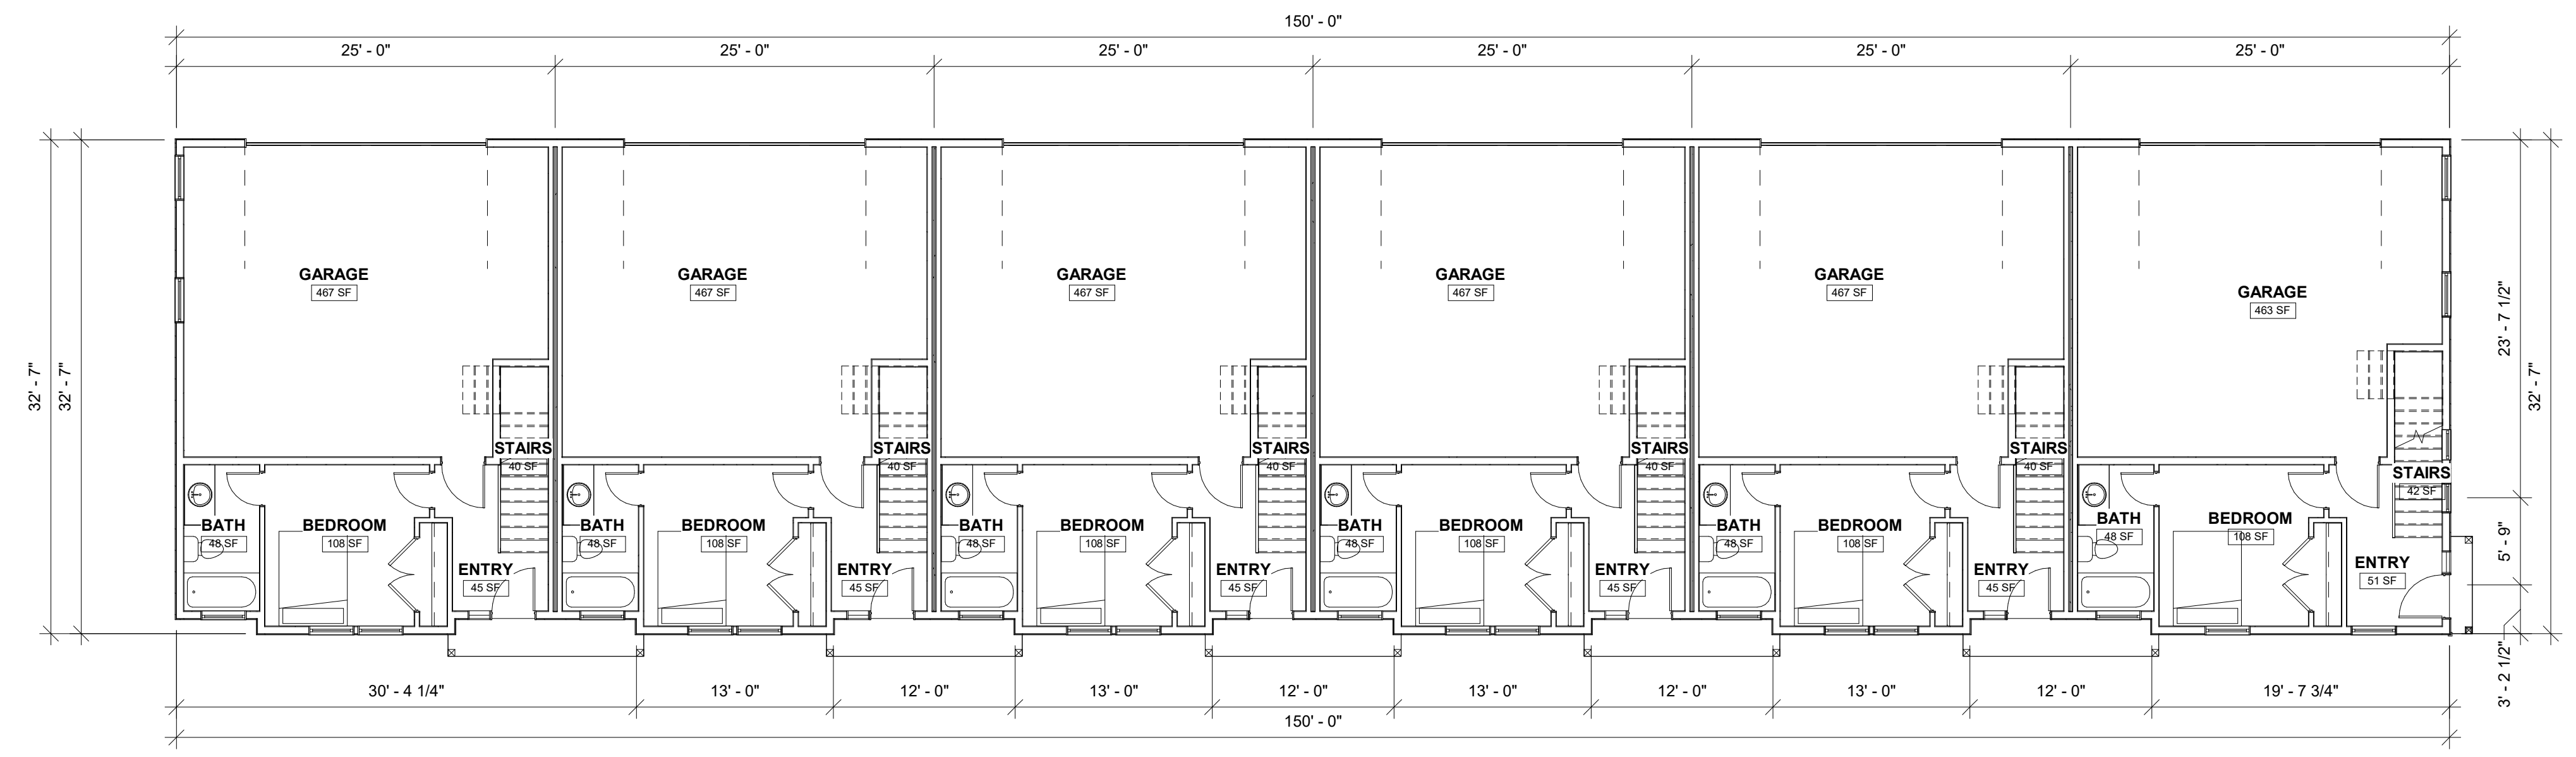 150' - 0"
25' - 0"
25' - 0"
25' - 0"
25' - 0"
25' - 0"
25' - 0"
32' - 7"
32' - 7"
GARAGE
467 SF
GARAGE
467 SF
GARAGE
467 SF
GARAGE
467 SF
GARAGE
467 SF
GARAGE
463 SF
23' - 7 1/2"
32' - 7"
5' - 9"
3' - 2 1/2"
STAIRS
40 SF
STAIRS
40 SF
STAIRS
40 SF
STAIRS
40 SF
STAIRS
40 SF
STAIRS
42 SF
BATH
48 SF
BEDROOM
108 SF
ENTRY
45 SF
BATH
48 SF
BEDROOM
108 SF
ENTRY
45 SF
BATH
48 SF
BEDROOM
108 SF
ENTRY
45 SF
BATH
48 SF
BEDROOM
108 SF
ENTRY
45 SF
BATH
48 SF
BEDROOM
108 SF
ENTRY
45 SF
BATH
48 SF
BEDROOM
108 SF
ENTRY
51 SF
30' - 4 1/4"
13' - 0"
12' - 0"
13' - 0"
12' - 0"
13' - 0"
12' - 0"
13' - 0"
12' - 0"
19' - 7 3/4"
150' - 0"